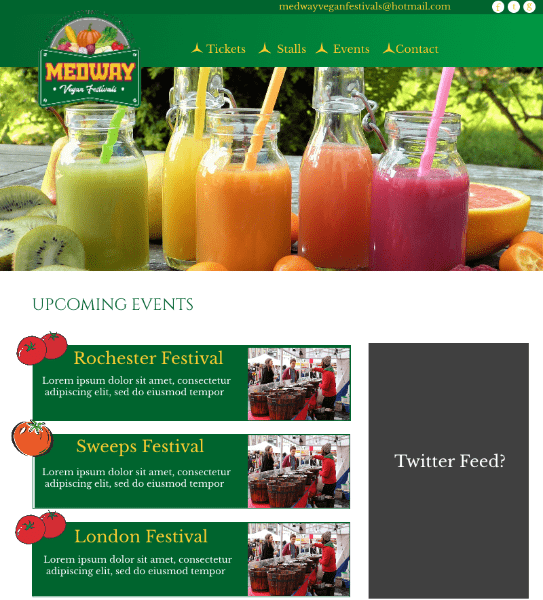 medwayveganfestivals@hotmail.com
Tickets Stalls Events Contact
MEDWAY
Vegan Festivals
UPCOMING EVENTS
Rochester Festival
Lorem ipsum dolor sit amet, consectetur
adipiscing elit, sed do eiusmod tempor
Sweeps Festival
Lorem ipsum dolor sit amet, consectetur
adipiscing elit, sed do eiusmod tempor
London Festival
Lorem ipsum dolor sit amet, consectetur
adipiscing elit, sed do eiusmod tempor
Twitter Feed?